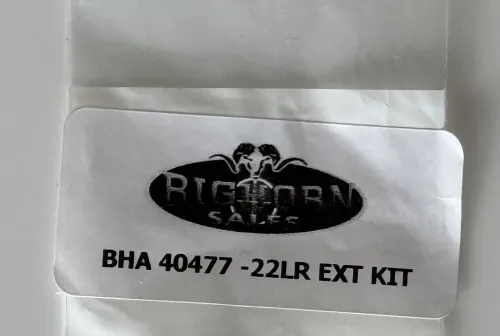 BIGHORN
SALES
BHA 40477 -22LR EXT KIT